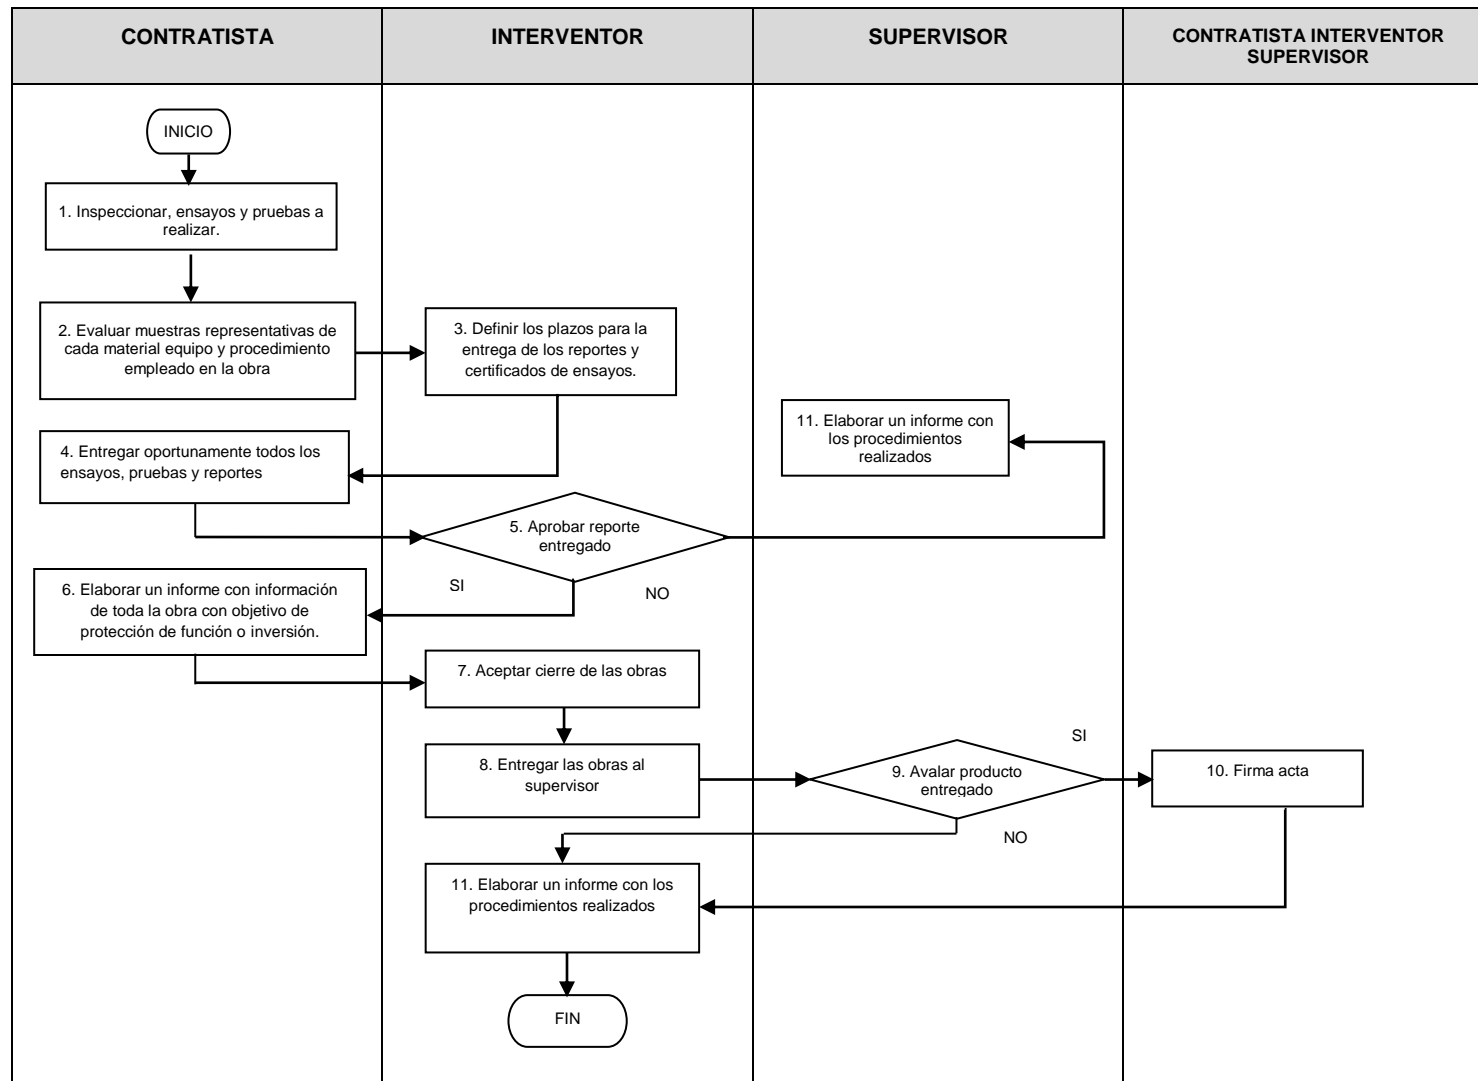 CONTRATISTA
INTERVENTOR
SUPERVISOR
CONTRATISTA INTERVENTOR
SUPERVISOR
INICIO
1. Inspeccionar, ensayos y pruebas a
realizar.
2. Evaluar muestras representativas de
cada material equipo y procedimiento
empleado en la obra
3. Definir los plazos para la
entrega de los reportes y
certificados de ensayos.
11. Elaborar un informe con
los procedimientos
realizados
4. Entregar oportunamente todos los
ensayos, pruebas y reportes
5. Aprobar reporte
entregado
SI
NO
6. Elaborar un informe con información
de toda la obra con objetivo de
protección de función o inversión.
7. Aceptar cierre de las obras
8. Entregar las obras al
supervisor
9. Avalar producto
entregado
SI
NO
10. Firma acta
11. Elaborar un informe con los
procedimientos realizados
FIN